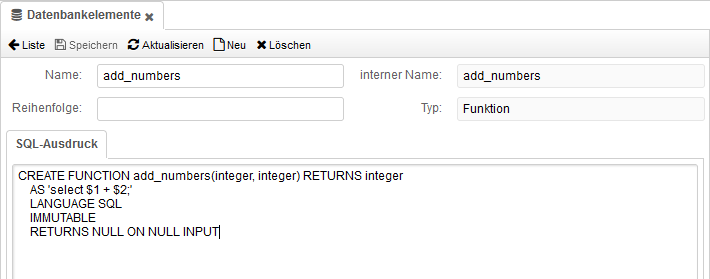 Datenbankelemente
Liste Speichern Aktualisieren Neu Löschen
Name: add_numbers interner Name: add_numbers
Reihenfolge: Typ: Funktion
SQL-Ausdruck
CREATE FUNCTION add_numbers(integer, integer) RETURNS integer
AS 'select $1 + $2;'
LANGUAGE SQL
IMMUTABLE
RETURNS NULL ON NULL INPUT